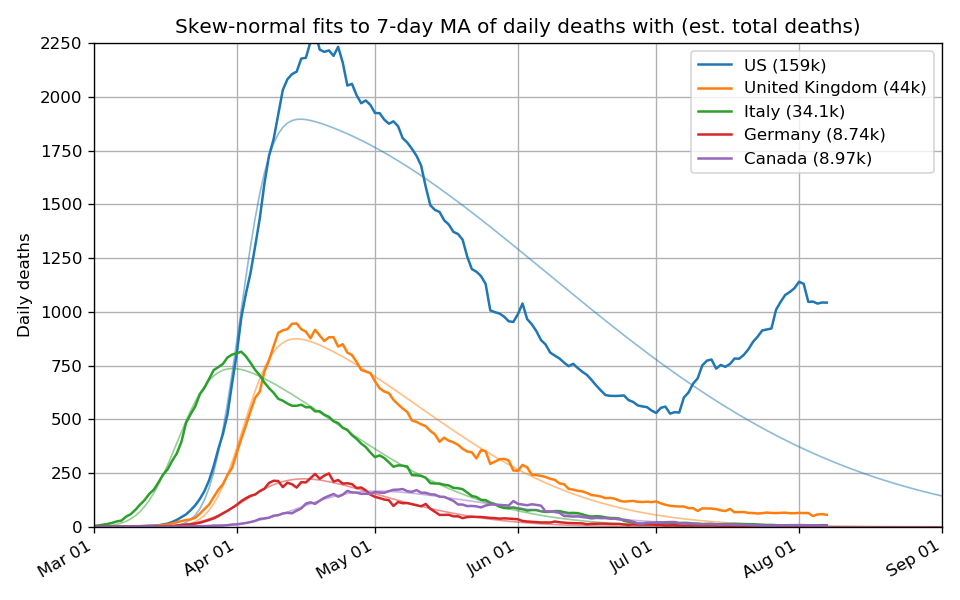 Skew-normal fits to 7-day MA of daily deaths with (est. total deaths)
Daily deaths
2250
2000
1750
1500
1250
1000
750
500
250
0
US (159k)
United Kingdom (44k)
Italy (34.1k)
Germany (8.74k)
Canada (8.97k)
Mar 01
Apr 01
May 01
Jun 01
Jul 01
Aug 01
Sep 01